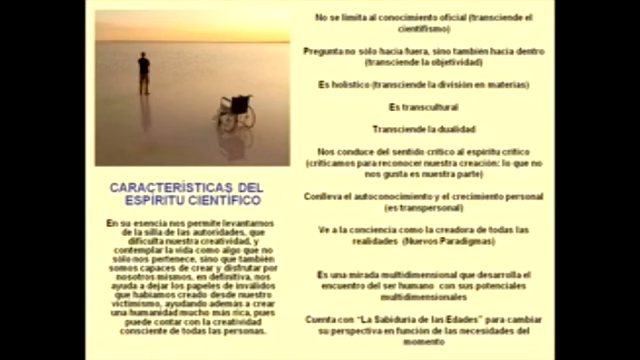 CARACTERÍSTICAS DEL
ESPÍRITU CIENTÍFICO
En su esencia nos permite levantarnos
de la silla de las autoridades, que
dificulta nuestra creatividad, y
contemplar la vida como algo que no
sólo nos pertenece, sino que también
somos capaces de crear y disfrutar por
nosotros mismos, en definitiva, nos
ayuda a dejar los papeles de inválidos
que habíamos creado desde nuestro
victimismo, ayudando además a crear
una humanidad mucho más rica, pues
puede contar con la creatividad
consciente de todas las personas.
No se limita al conocimiento oficial (transciende el
cientifismo)
Pregunta no sólo hacia fuera, sino también hacia dentro
(transciende la objetividad)
Es holístico (transciende la división en materias)
Es transcultural
Transciende la dualidad
Nos conduce del sentido crítico al espíritu crítico
(criticamos para reconocer nuestra creación: lo que no
nos gusta es nuestra parte)
Conlleva el autoconocimiento y el crecimiento personal
(es transpersonal)
Ve a la conciencia como la creadora de todas las
realidades (Nuevos Paradigmas)
Es una mirada multidimensional que desarrolla el
encuentro del ser humano con sus potenciales
multidimensionales
Cuenta con “La Sabiduría de las Edades” para cambiar
su perspectiva en función de las necesidades del
momento